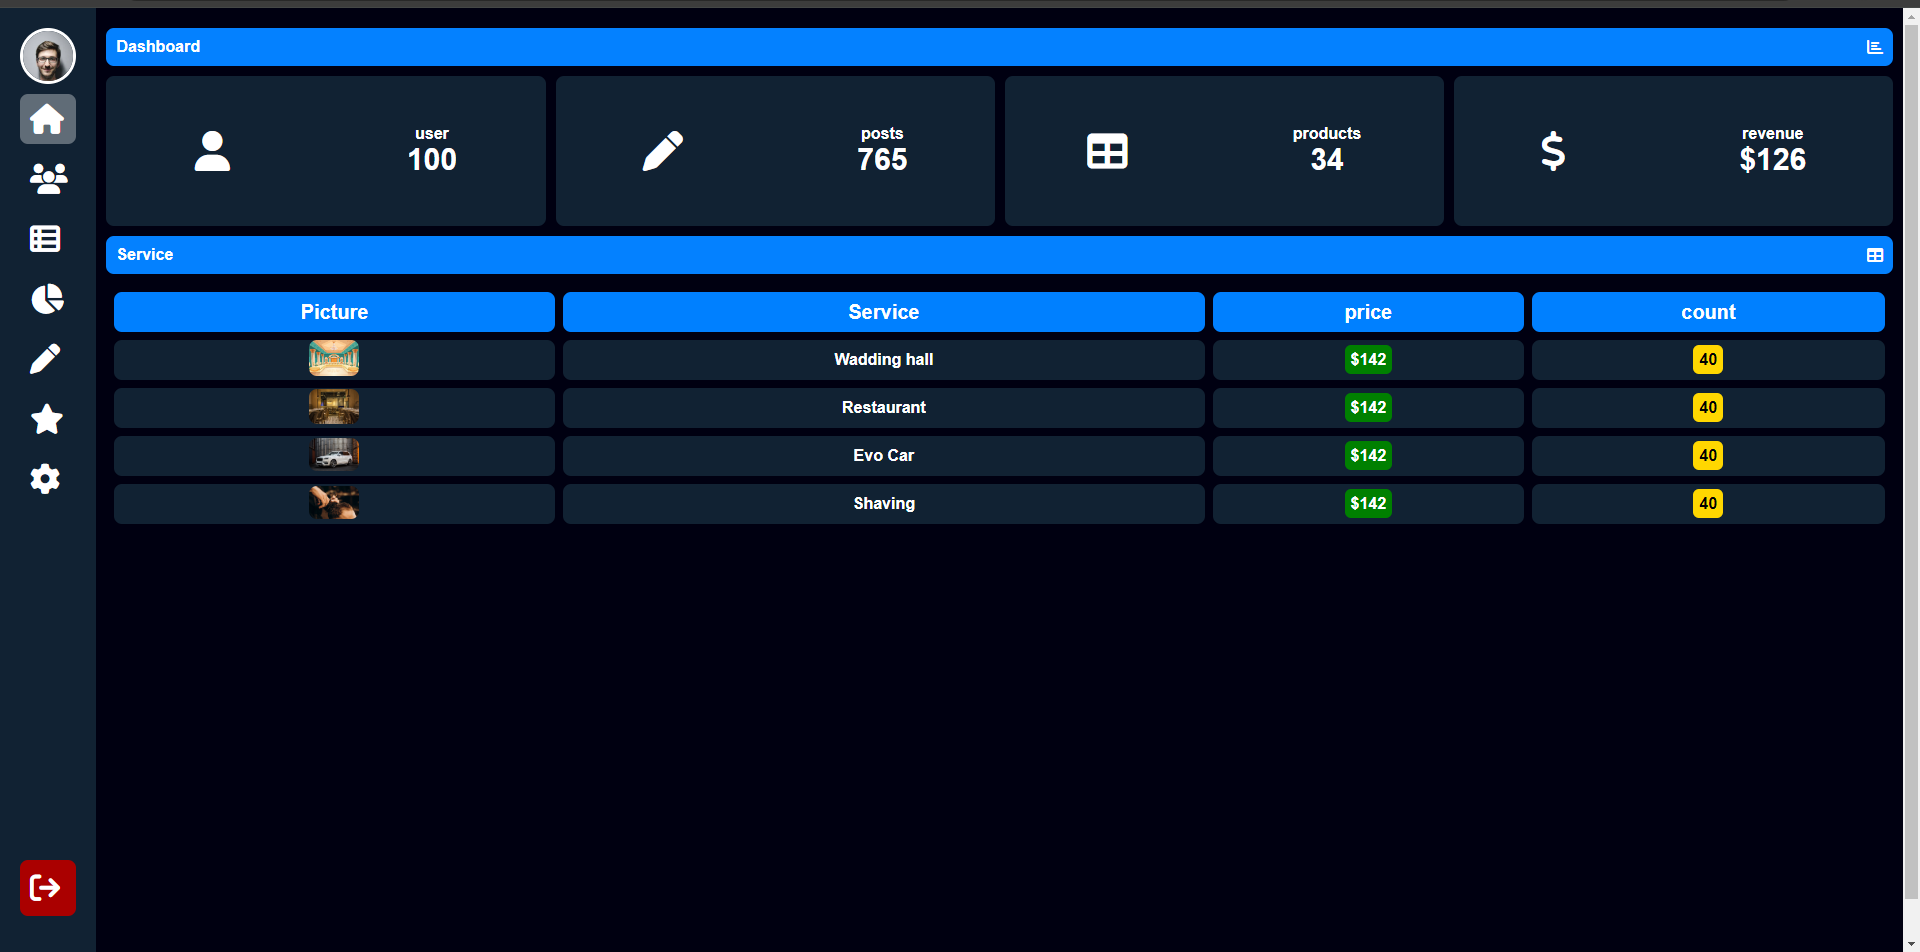 Dashboard
user
100
posts
765
products
34
revenue
$126
Service
Picture Service price count
Wadding hall $142 40
Restaurant $142 40
Evo Car $142 40
Shaving $142 40